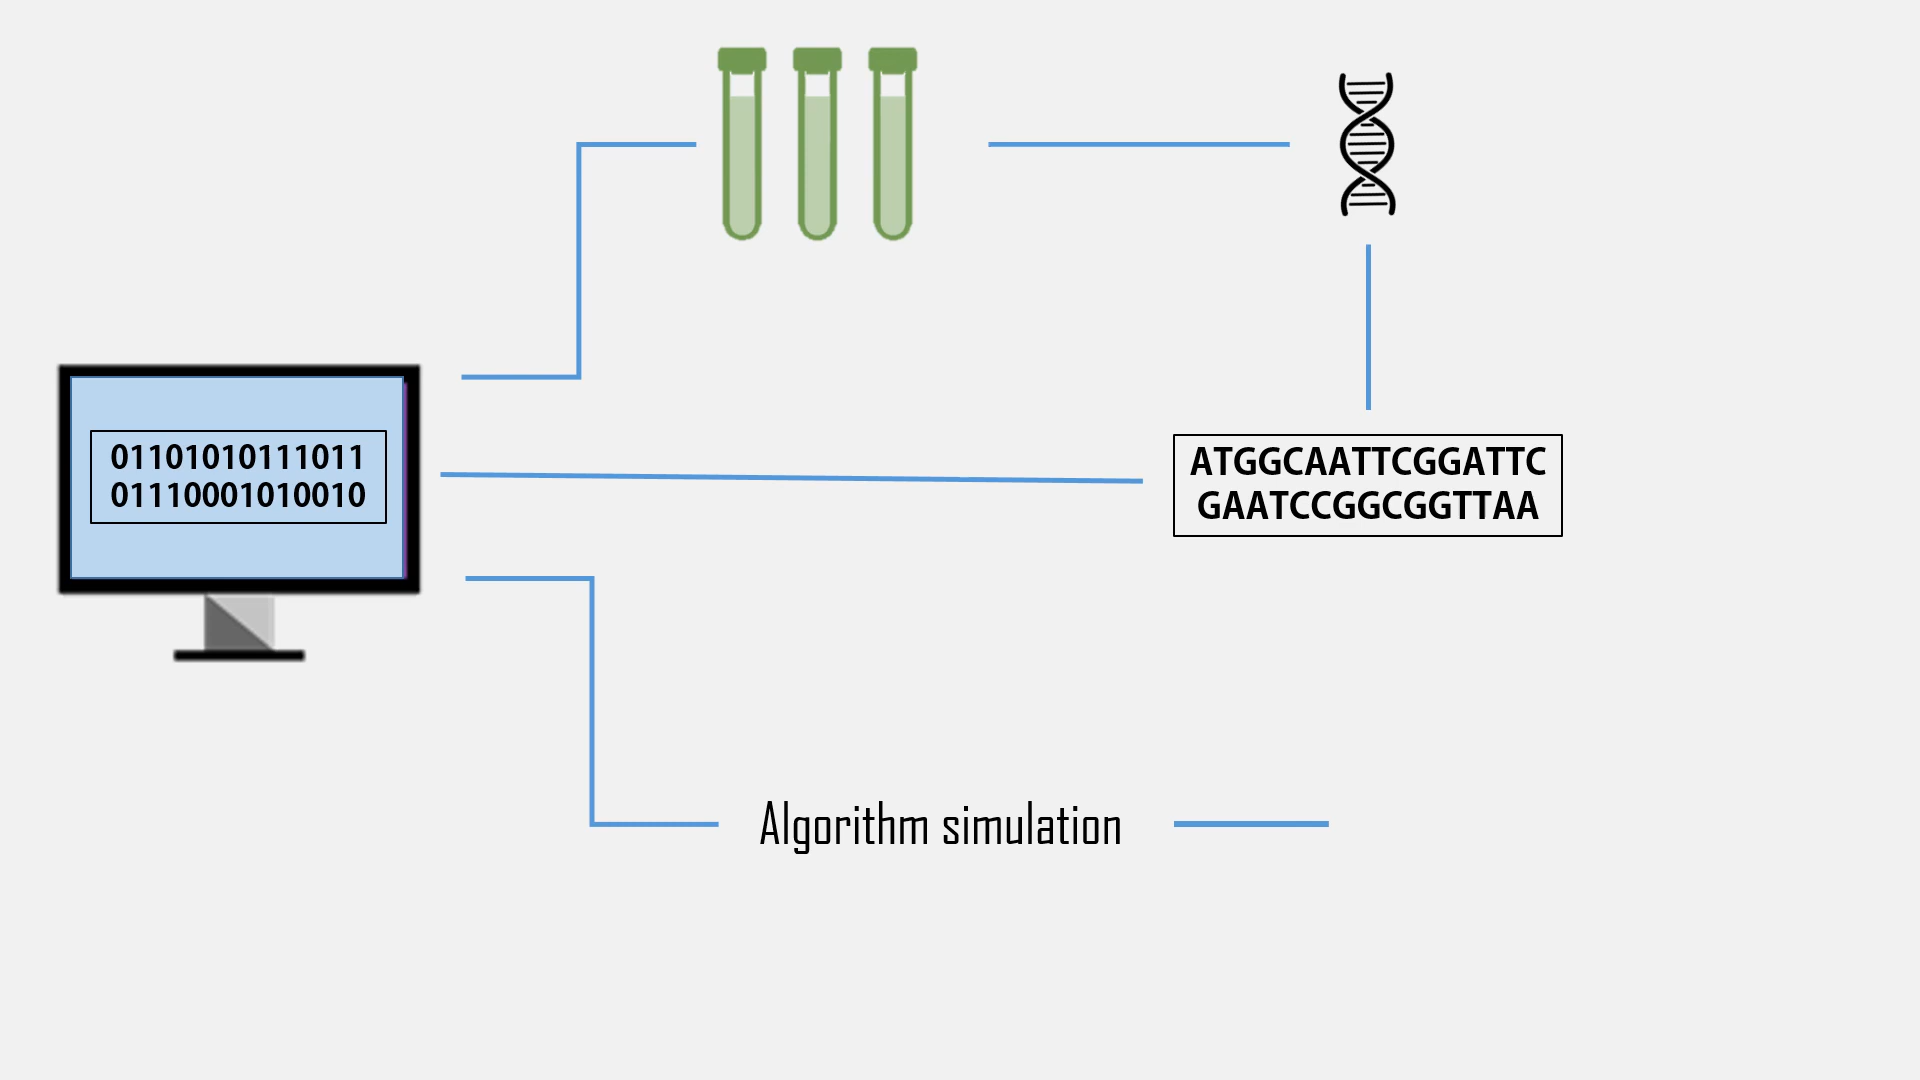 01101010111011
01110001010010
ATGGCAATTCGGATTC
GAATCCGGCGGTTAA
Algorithm simulation